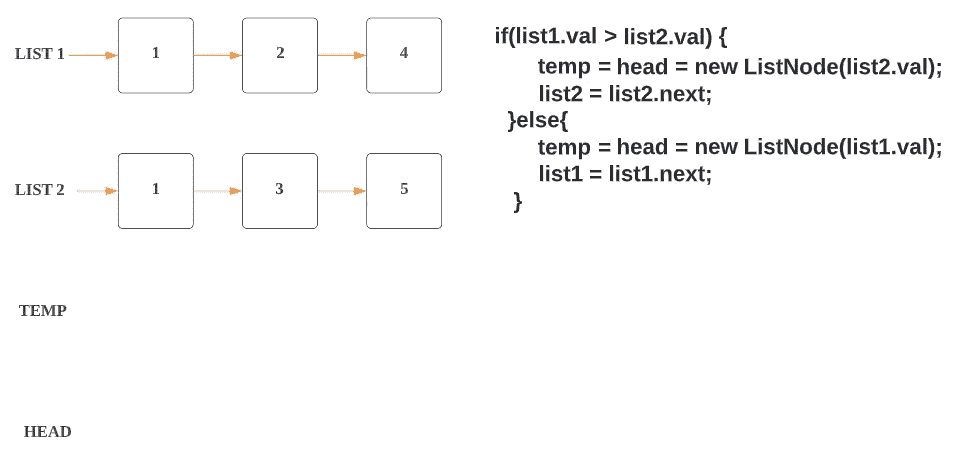 LIST 1 1 2 4
LIST 2 1 3 5
TEMP
HEAD
if(list1.val > list2.val) {
temp = head = new ListNode(list2.val);
list2 = list2.next;
}else{
temp = head = new ListNode(list1.val);
list1 = list1.next;
}